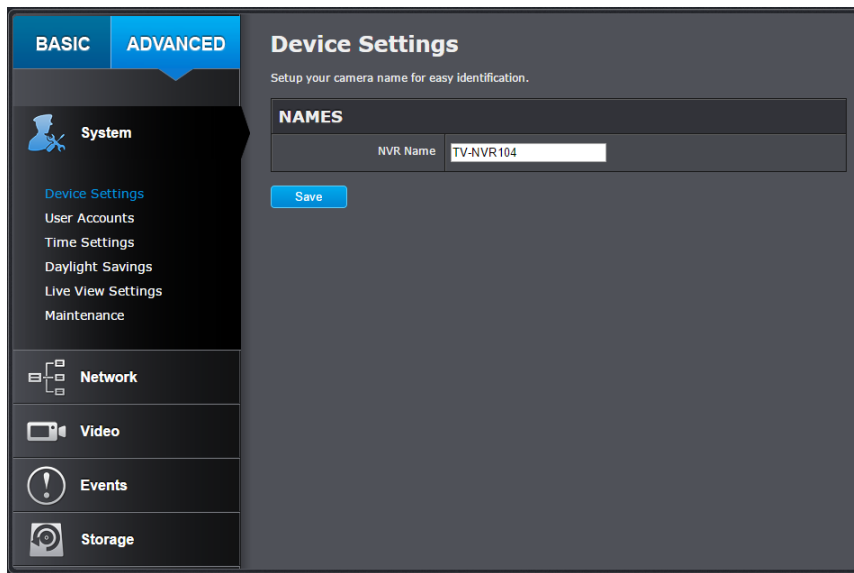 BASIC ADVANCED
System
Device Settings
User Accounts
Time Settings
Daylight Savings
Live View Settings
Maintenance
Network
Video
Events
Storage
Device Settings
Setup your camera name for easy identification.
NAMES
NVR Name TV-NVR104
Save